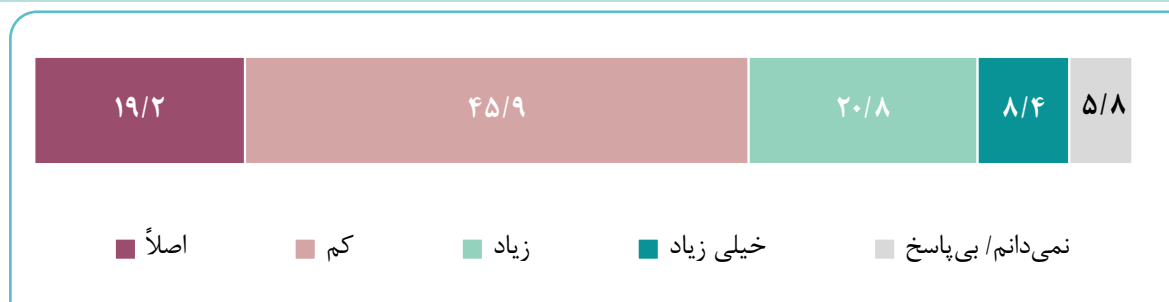 ۱۹/۲ ۴۵/۹ ۲۰/۸ ۸/۴ ۵/۸
نمی‌دانم/ بی‌پاسخ خیلی زیاد زیاد کم اصلاً